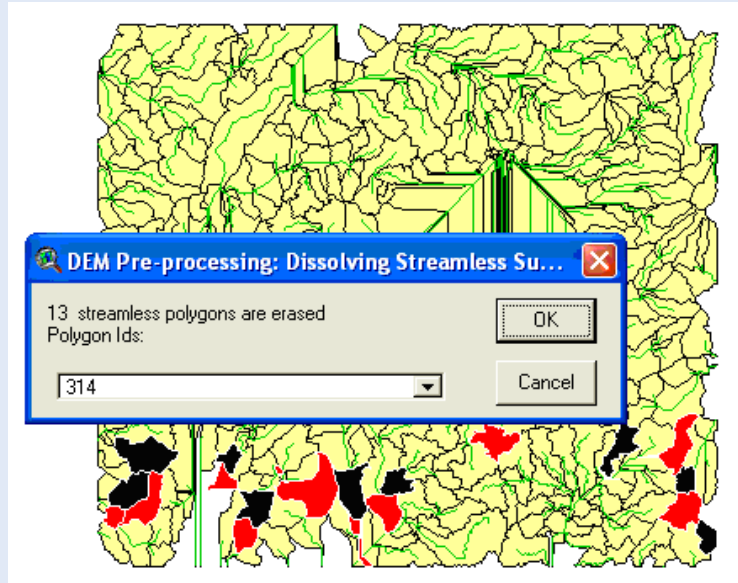 DEM Pre-processing: Dissolving Streamless Su...
13 streamless polygons are erased
Polygon Ids:
OK
314
Cancel